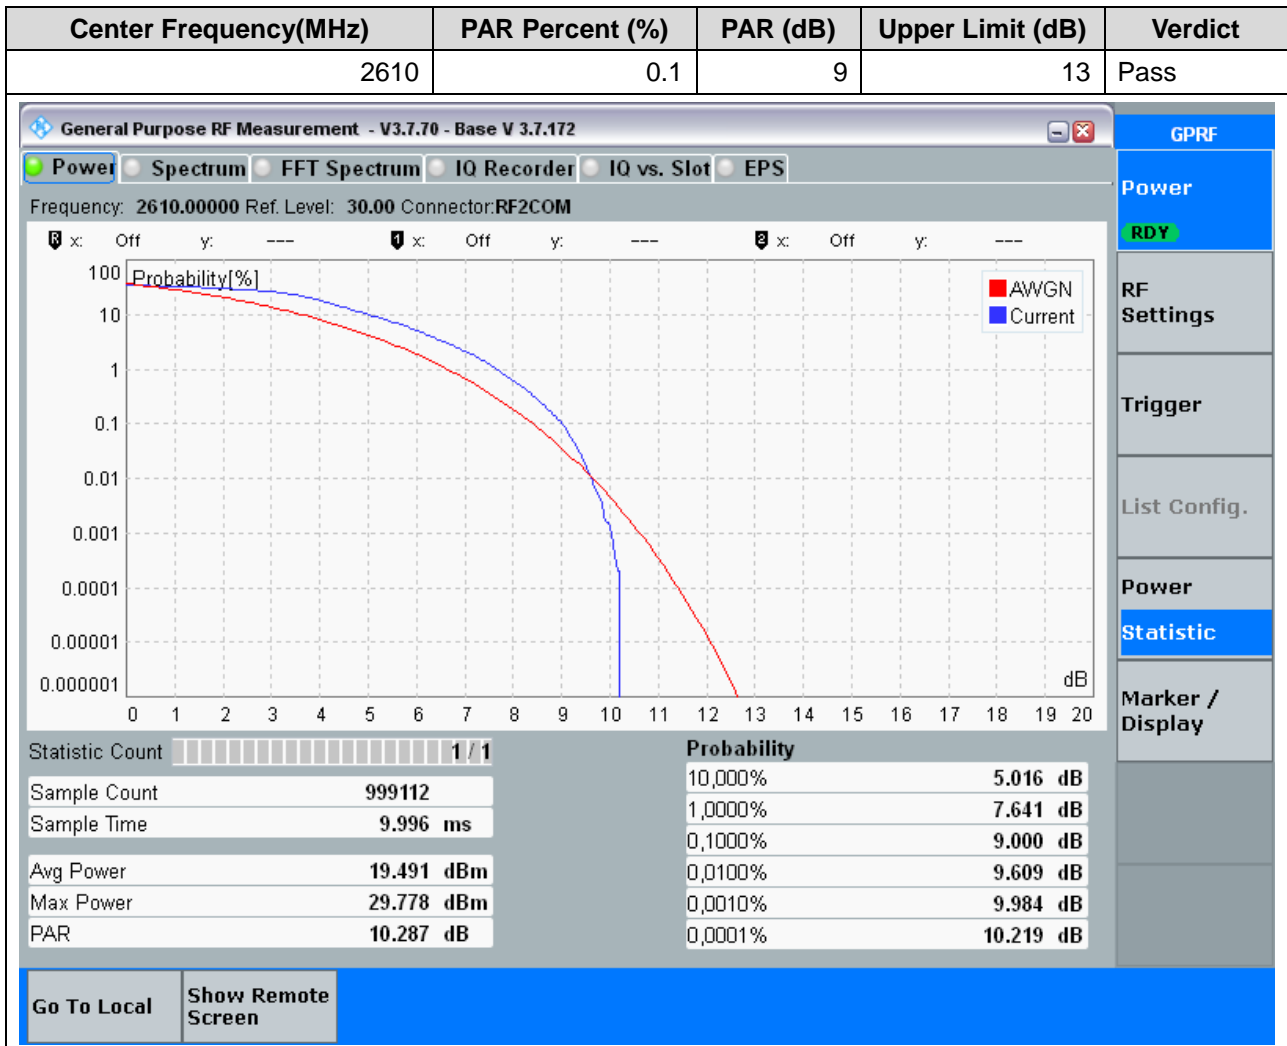 Center Frequency(MHz) PAR Percent (%) PAR (dB) Upper Limit (dB) Verdict
2610 0.1 9 13 Pass
General Purpose RF Measurement - V3.7.70 - Base V 3.7.172
GPRF
Power Spectrum FFT Spectrum IQ Recorder IQ vs. Slot EPS
Power
RDY
Frequency: 2610.00000 Ref. Level: 30.00 Connector:RF2COM
R x: Off y: --- 1 x: Off y: --- 2 x: Off y: ---
Probability[%]
AWGN
Current
100
10
1
0.1
0.01
0.001
0.0001
0.00001
0.000001
dB
0 1 2 3 4 5 6 7 8 9 10 11 12 13 14 15 16 17 18 19 20
RF
Settings
Trigger
List Config.
Power
Statistic
Marker /
Display
Statistic Count 1 / 1
Sample Count 999112
Sample Time 9.996 ms
Avg Power 19.491 dBm
Max Power 29.778 dBm
PAR 10.287 dB
Probability
10,000% 5.016 dB
1,0000% 7.641 dB
0,1000% 9.000 dB
0,0100% 9.609 dB
0,0010% 9.984 dB
0,0001% 10.219 dB
Go To Local
Show Remote
Screen